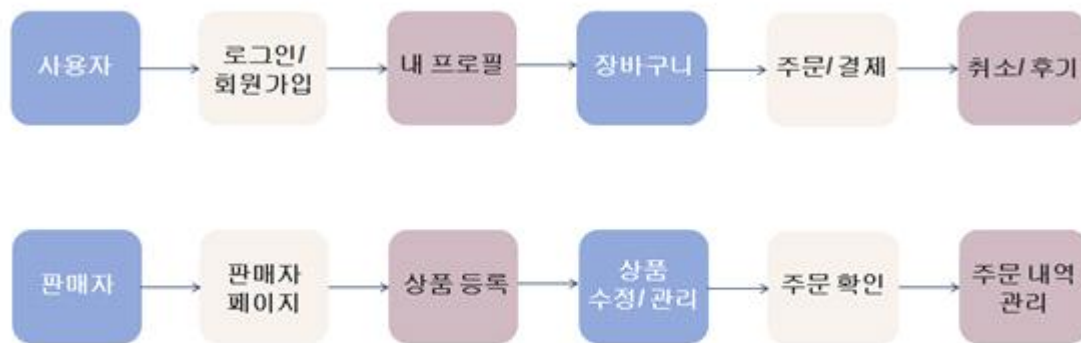 사용자
로그인/
회원가입
내 프로필
장바구니
주문/ 결제
취소/ 후기
판매자
판매자
페이지
상품 등록
상품
수정/ 관리
주문 확인
주문 내역
관리